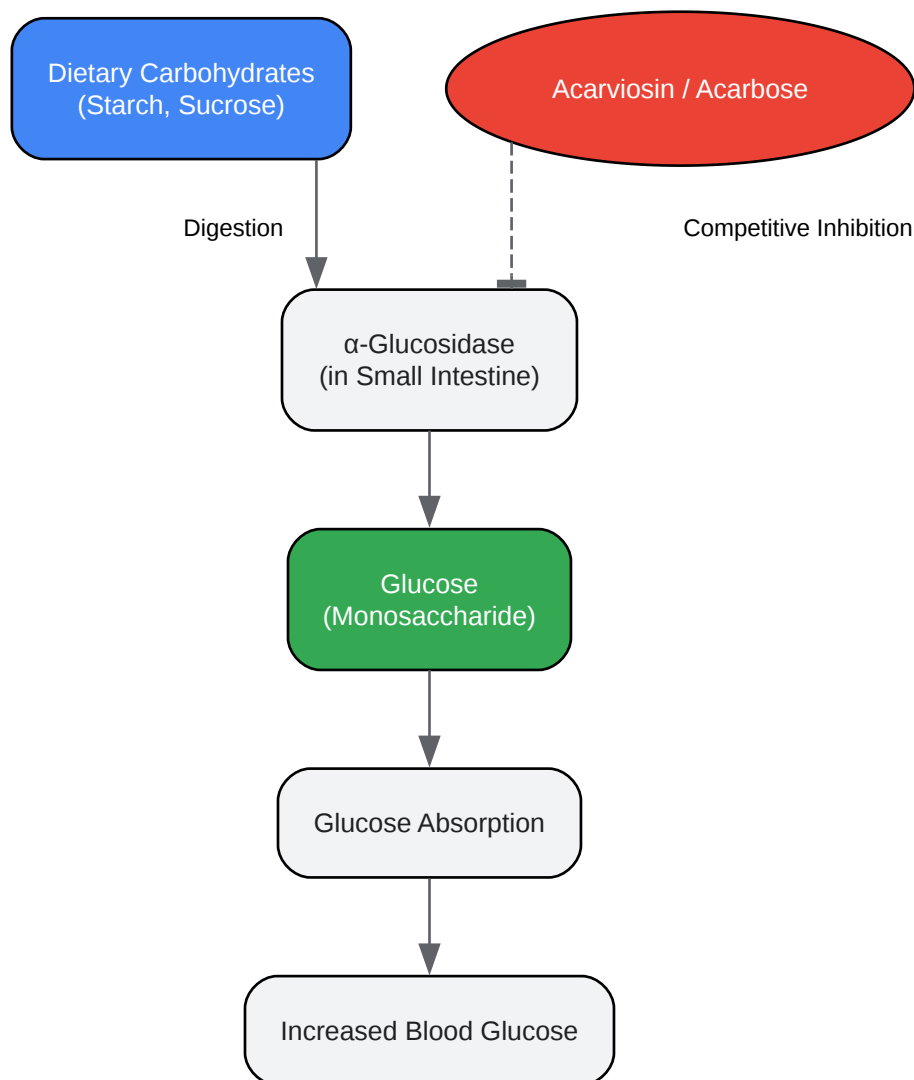 Dietary Carbohydrates
(Starch, Sucrose)
Acarviosin / Acarbose
Digestion
Competitive Inhibition
α-Glucosidase
(in Small Intestine)
Glucose
(Monosaccharide)
Glucose Absorption
Increased Blood Glucose